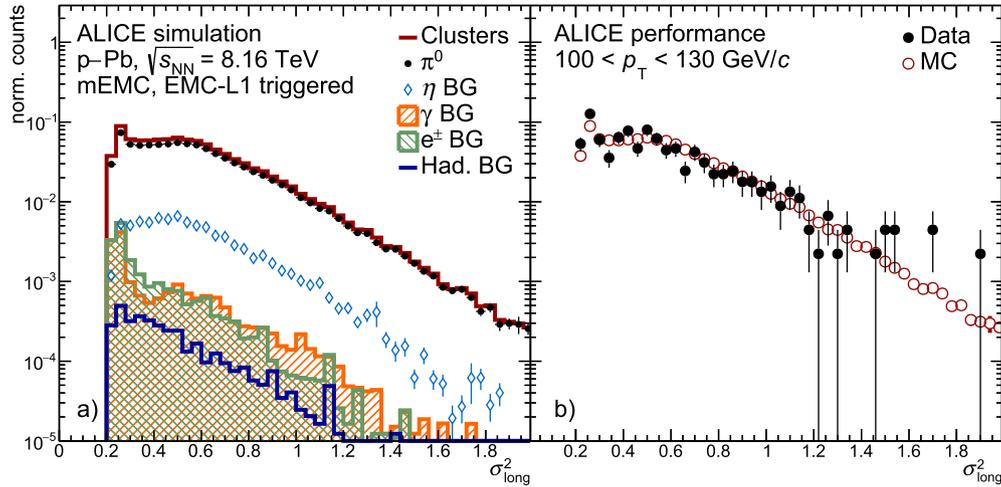 norm. counts
1
10⁻¹
10⁻²
10⁻³
10⁻⁴
10⁻⁵
ALICE simulation
p–Pb, √sNN = 8.16 TeV
mEMC, EMC-L1 triggered
Clusters
π⁰
η BG
γ BG
e± BG
Had. BG
a)
0 0.2 0.4 0.6 0.8 1 1.2 1.4 1.6 1.8
σ²long
ALICE performance
100 < pT < 130 GeV/c
Data
MC
b)
0.2 0.4 0.6 0.8 1 1.2 1.4 1.6 1.8
σ²long